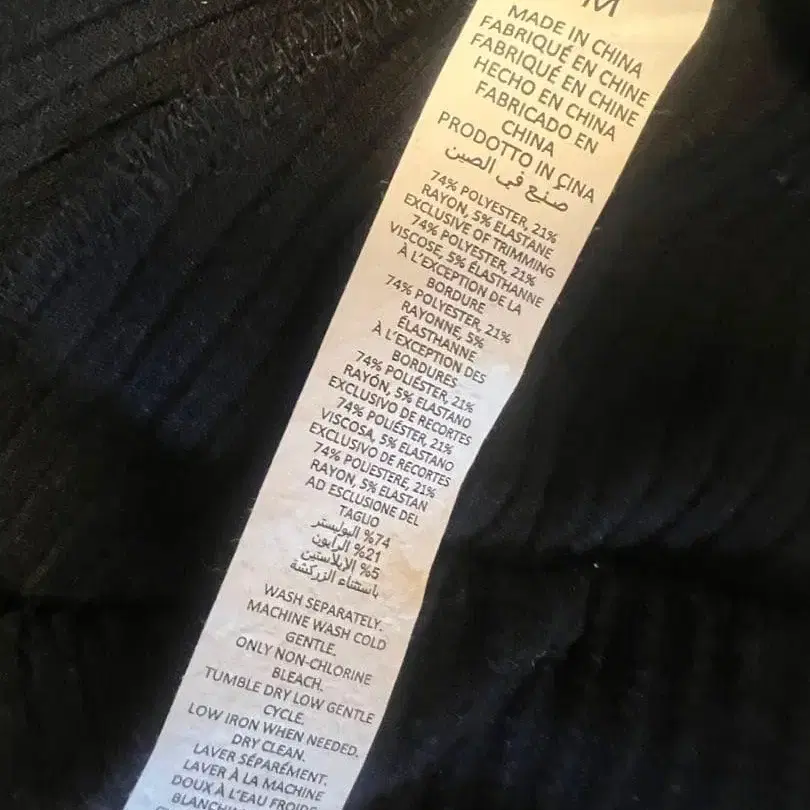 M
MADE IN CHINA
FABRIQUÉ EN CHINE
FABRIQUÉ EN CHINE
HECHO EN CHINA
FABRICADO EN
CHINA
PRODOTTO IN ÇINA
صنع في الصين
74% POLYESTER, 21%
RAYON, 5% ELASTANE
EXCLUSIVE OF TRIMMING
74% POLYESTER, 21%
VISCOSE, 5% ÉLASTHANNE
À L'EXCEPTION DE LA
BORDURE
74% POLYESTER, 21%
RAYONNE, 5%
ÉLASTHANNE
À L'EXCEPTION DES
BORDURES
74% POLIÉSTER, 21%
RAYÓN, 5% ELASTANO
EXCLUSIVO DE RECORTES
74% POLIÉSTER, 21%
VISCOSA, 5% ELASTANO
EXCLUSIVO DE RECORTES
74% POLIESTERE, 21%
RAYON, 5% ELASTAN
AD ESCLUSIONE DEL
TAGLIO
74% البوليستر
21% الرايون
5% الإيلاستين
باستثناء الزركشة
WASH SEPARATELY.
MACHINE WASH COLD
GENTLE.
ONLY NON-CHLORINE
BLEACH.
TUMBLE DRY LOW GENTLE
CYCLE.
LOW IRON WHEN NEEDED.
DRY CLEAN.
LAVER SÉPARÉMENT.
LAVER À LA MACHINE
DOUX À L'EAU FROIDE